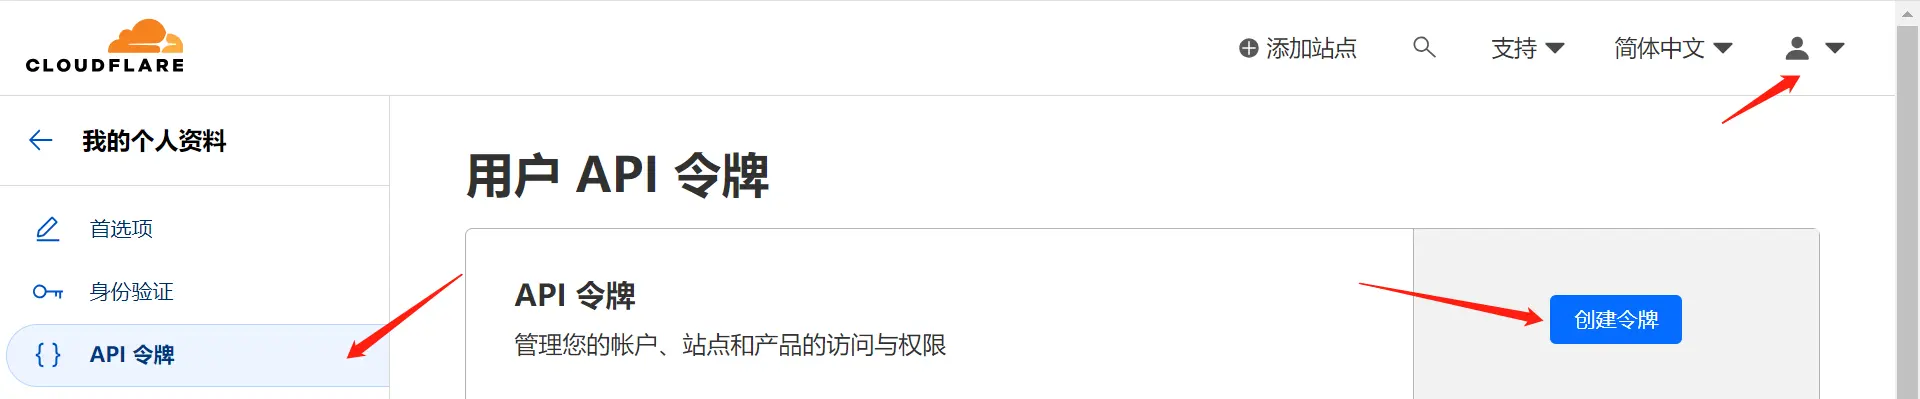 CLOUDFLARE
添加站点
支持
简体中文
我的个人资料
首选项
身份验证
{ } API 令牌
用户 API 令牌
API 令牌
管理您的帐户、站点和产品的访问与权限
创建令牌